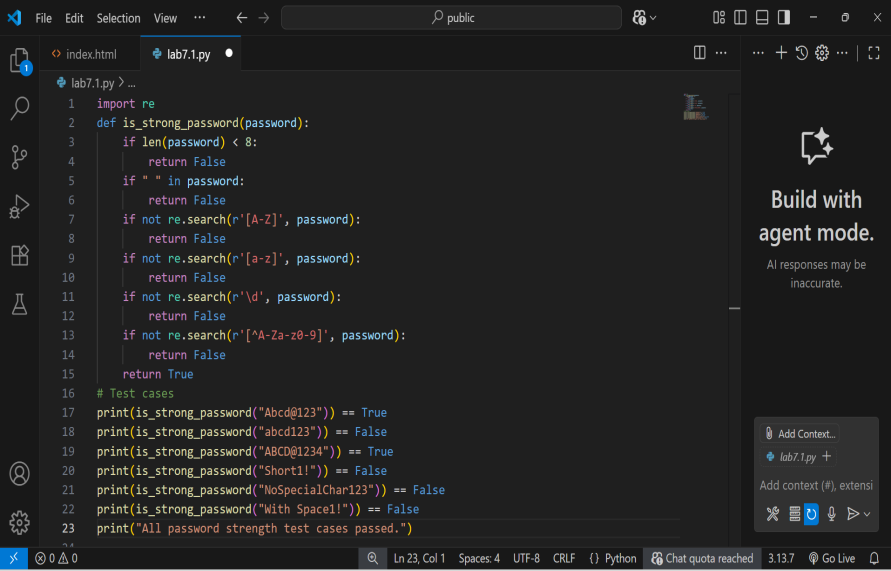 File Edit Selection View ··· public
index.html lab7.1.py
lab7.1.py > ...
1 import re
2 def is_strong_password(password):
3 if len(password) < 8:
4 return False
5 if " " in password:
6 return False
7 if not re.search(r'[A-Z]', password):
8 return False
9 if not re.search(r'[a-z]', password):
10 return False
11 if not re.search(r'\d', password):
12 return False
13 if not re.search(r'[^A-Za-z0-9]', password):
14 return False
15 return True
16 # Test cases
17 print(is_strong_password("Abcd@123")) == True
18 print(is_strong_password("abcd123")) == False
19 print(is_strong_password("ABCD@1234")) == True
20 print(is_strong_password("Short1!")) == False
21 print(is_strong_password("NoSpecialChar123")) == False
22 print(is_strong_password("With Space1!")) == False
23 print("All password strength test cases passed.")
1
Build with
agent mode.
AI responses may be
inaccurate.
Add Context...
lab7.1.py +
Add context (#), extensi
0 0 Ln 23, Col 1 Spaces: 4 UTF-8 CRLF {} Python Chat quota reached 3.13.7 Go Live